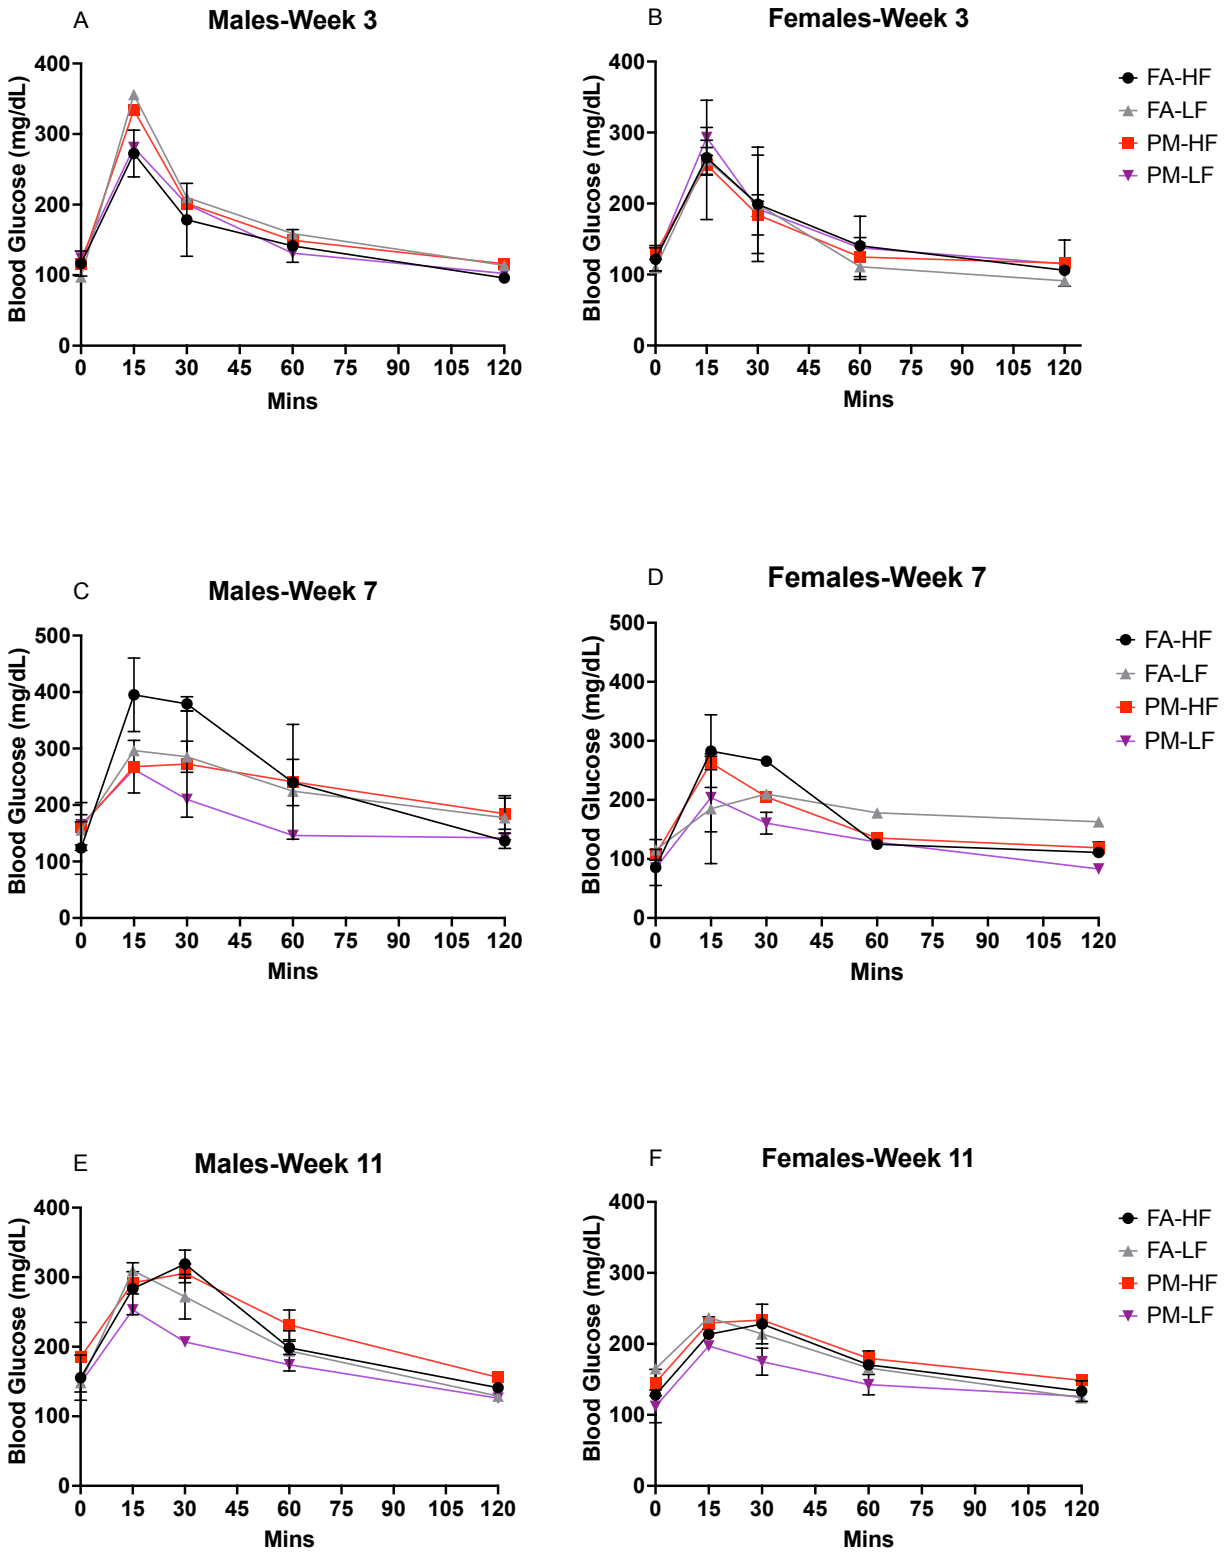 A
Males-Week 3
Blood Glucose (mg/dL)
400
300
200
100
0
0 15 30 45 60 75 90 105 120
Mins
B
Females-Week 3
Blood Glucose (mg/dL)
400
300
200
100
0
0 15 30 45 60 75 90 105 120
Mins
FA-HF
FA-LF
PM-HF
PM-LF
C
Males-Week 7
Blood Glucose (mg/dL)
500
400
300
200
100
0
0 15 30 45 60 75 90 105 120
Mins
D
Females-Week 7
Blood Glucose (mg/dL)
500
400
300
200
100
0
0 15 30 45 60 75 90 105 120
Mins
FA-HF
FA-LF
PM-HF
PM-LF
E
Males-Week 11
Blood Glucose (mg/dL)
400
300
200
100
0
0 15 30 45 60 75 90 105 120
Mins
F
Females-Week 11
Blood Glucose (mg/dL)
400
300
200
100
0
0 15 30 45 60 75 90 105 120
Mins
FA-HF
FA-LF
PM-HF
PM-LF